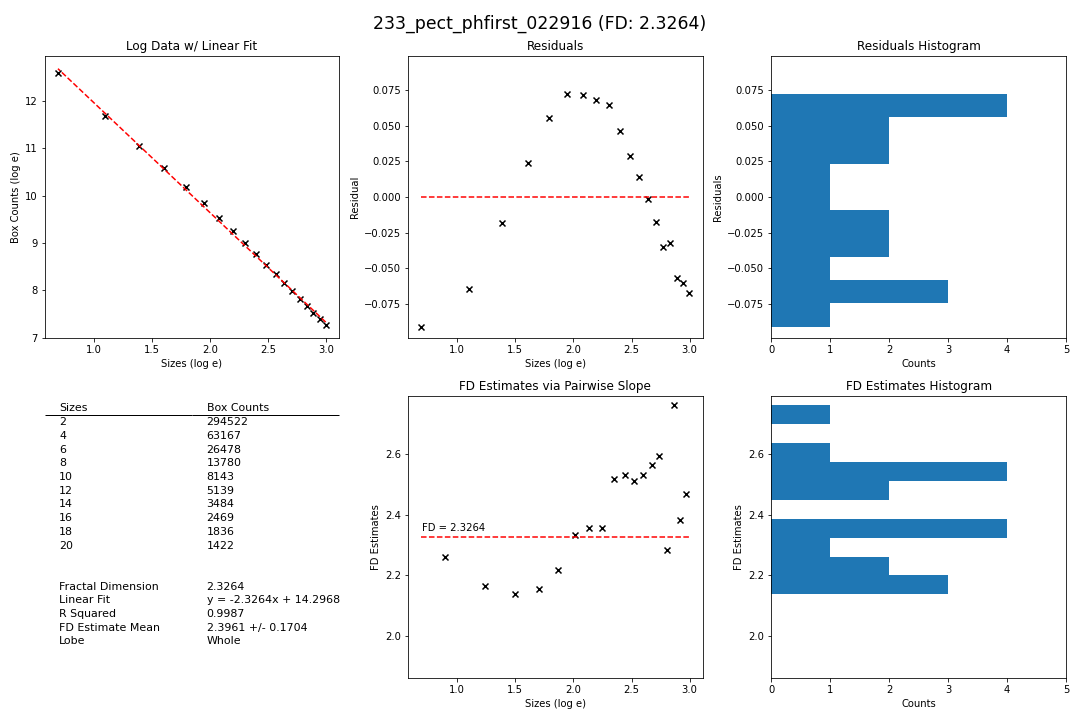 233_pect_phfirst_022916 (FD: 2.3264)
Log Data w/ Linear Fit
Box Counts (log e)
12
11
10
9
8
7
1.0 1.5 2.0 2.5 3.0
Sizes (log e)
Residuals
Residual
0.075
0.050
0.025
0.000
−0.025
−0.050
−0.075
1.0 1.5 2.0 2.5 3.0
Sizes (log e)
Residuals Histogram
Residuals
0.075
0.050
0.025
0.000
−0.025
−0.050
−0.075
0 1 2 3 4 5
Counts
Sizes Box Counts
2 294522
4 63167
6 26478
8 13780
10 8143
12 5139
14 3484
16 2469
18 1836
20 1422
Fractal Dimension 2.3264
Linear Fit y = -2.3264x + 14.2968
R Squared 0.9987
FD Estimate Mean 2.3961 +/- 0.1704
Lobe Whole
FD Estimates via Pairwise Slope
FD Estimates
2.6
2.4
2.2
2.0
FD = 2.3264
1.0 1.5 2.0 2.5 3.0
Sizes (log e)
FD Estimates Histogram
FD Estimates
2.6
2.4
2.2
2.0
0 1 2 3 4 5
Counts